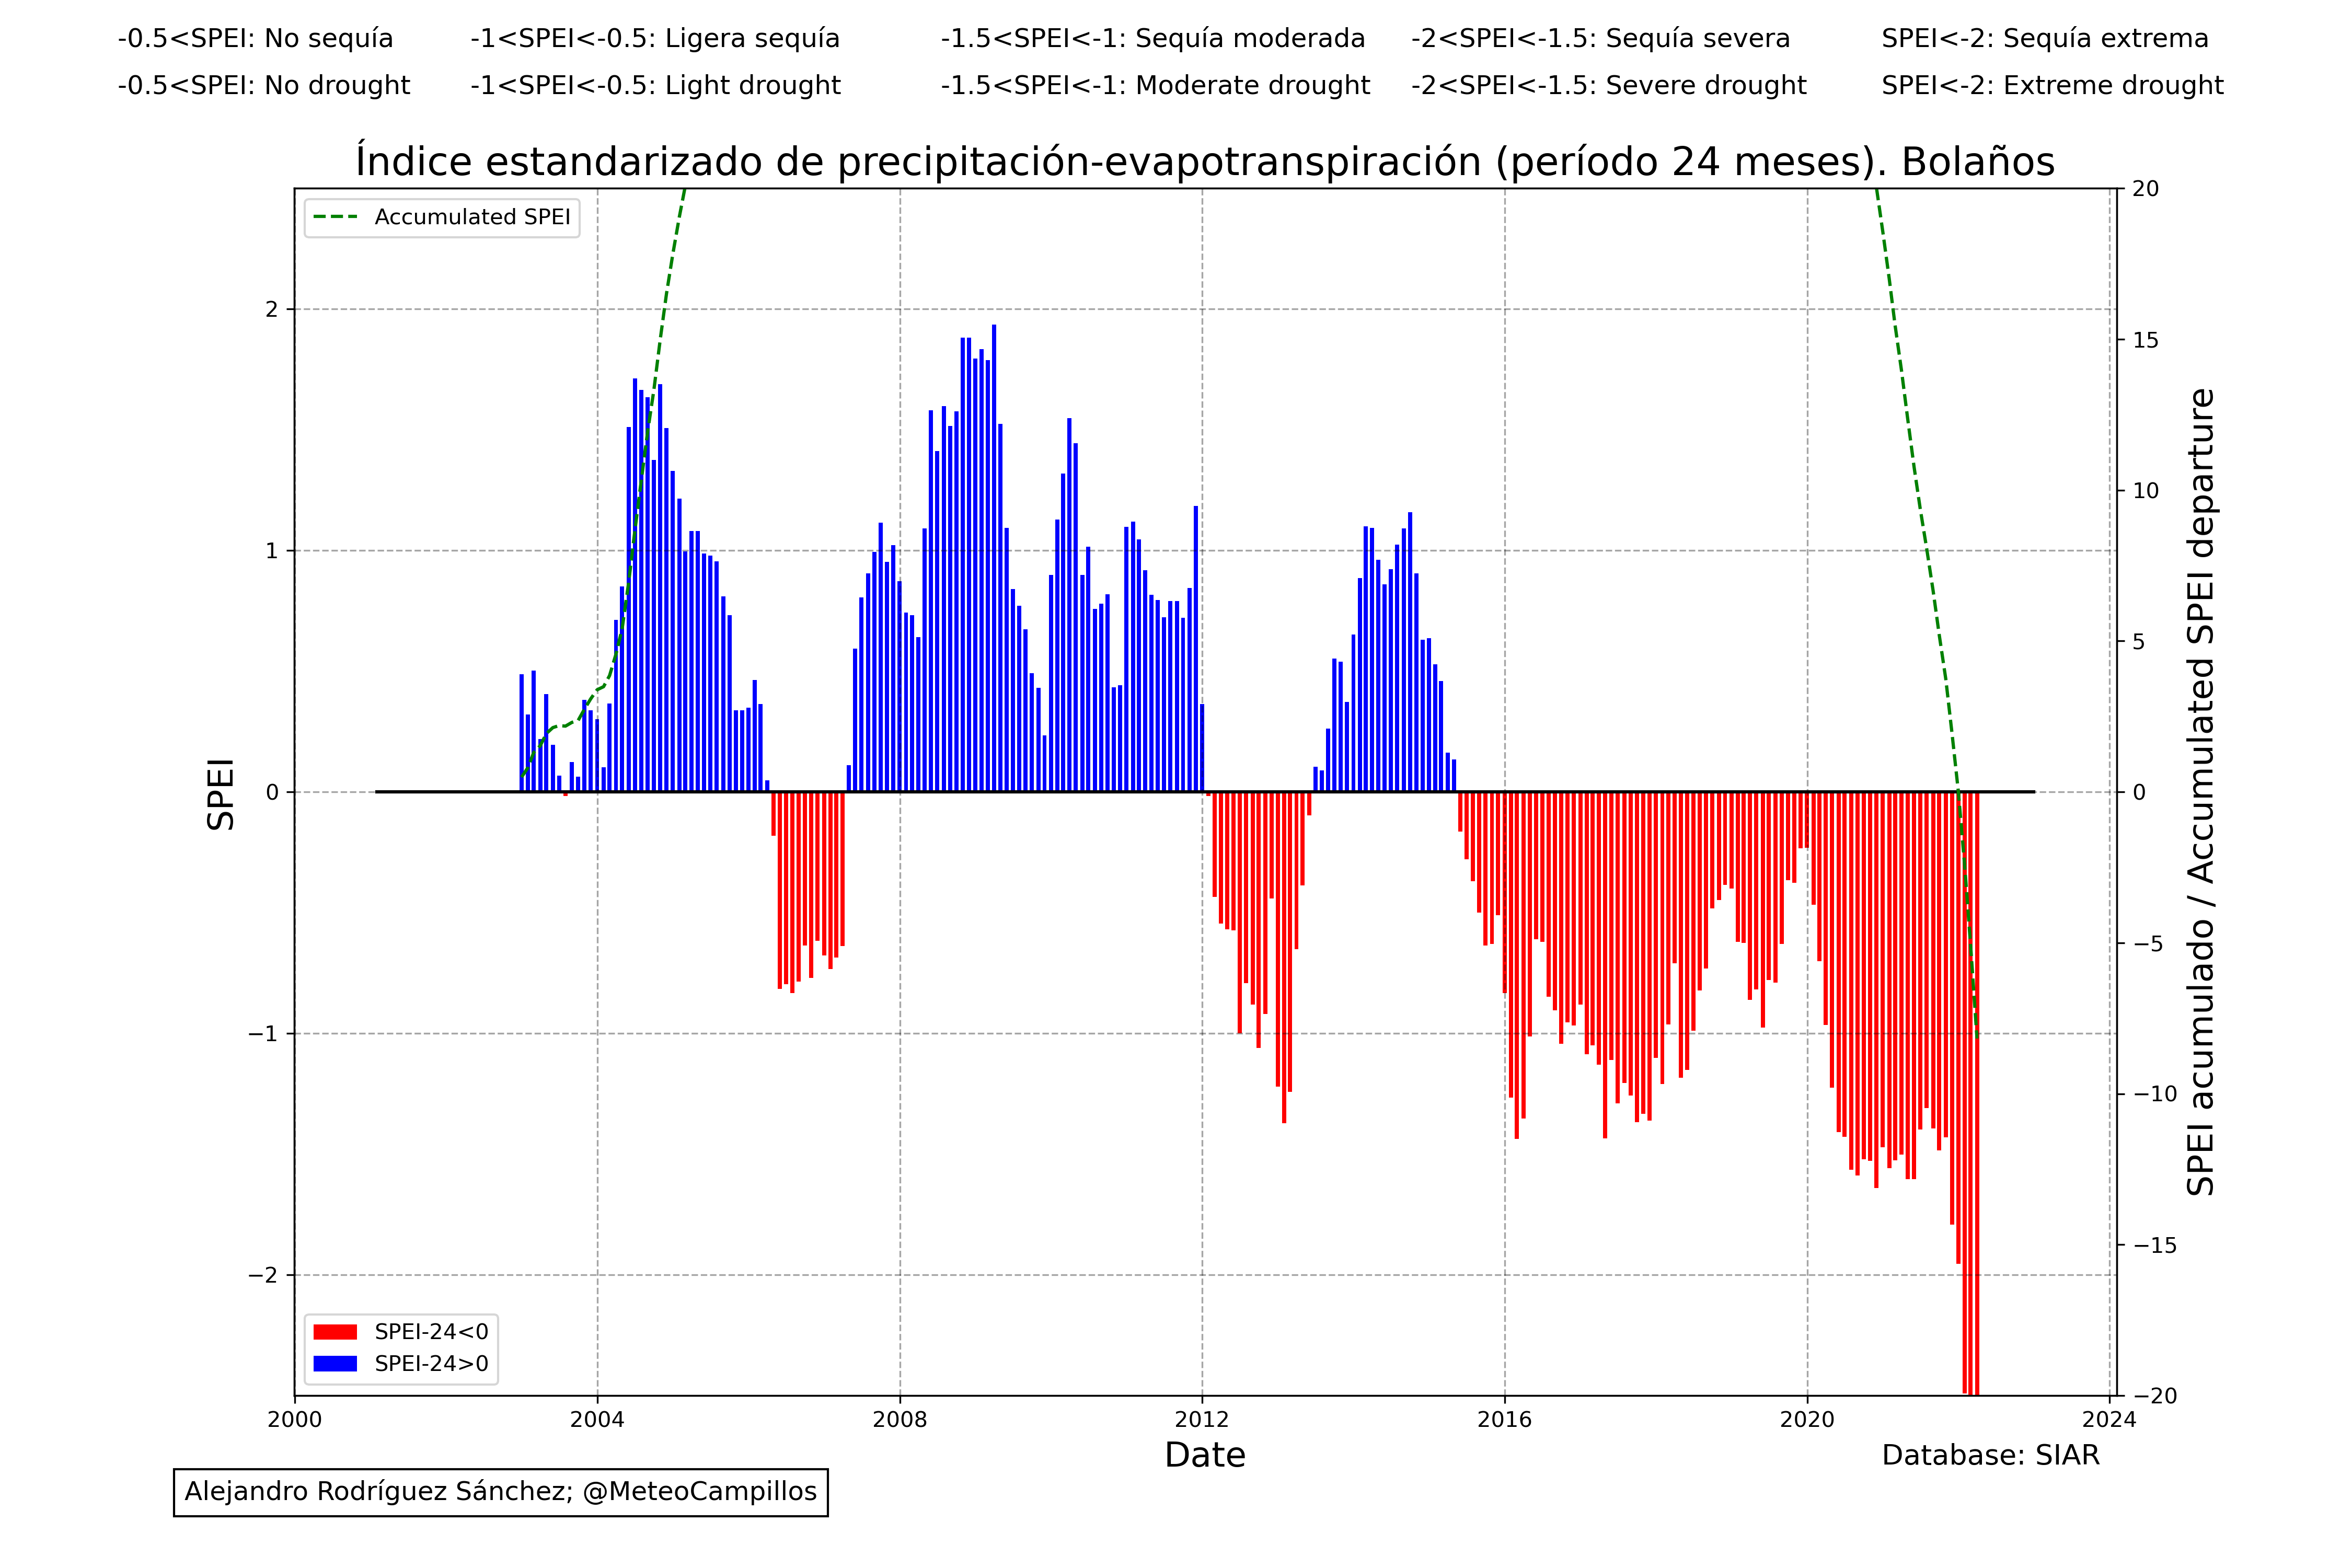 -0.5<SPEI: No sequía -1<SPEI<-0.5: Ligera sequía -1.5<SPEI<-1: Sequía moderada -2<SPEI<-1.5: Sequía severa SPEI<-2: Sequía extrema
-0.5<SPEI: No drought -1<SPEI<-0.5: Light drought -1.5<SPEI<-1: Moderate drought -2<SPEI<-1.5: Severe drought SPEI<-2: Extreme drought
Índice estandarizado de precipitación-evapotranspiración (período 24 meses). Bolaños
Accumulated SPEI
SPEI
2
1
0
−1
−2
20
15
10
5
0
−5
−10
−15
−20
SPEI acumulado / Accumulated SPEI departure
SPEI-24<0
SPEI-24>0
2000 2004 2008 2012 2016 2020 2024
Date
Database: SIAR
Alejandro Rodríguez Sánchez; @MeteoCampillos